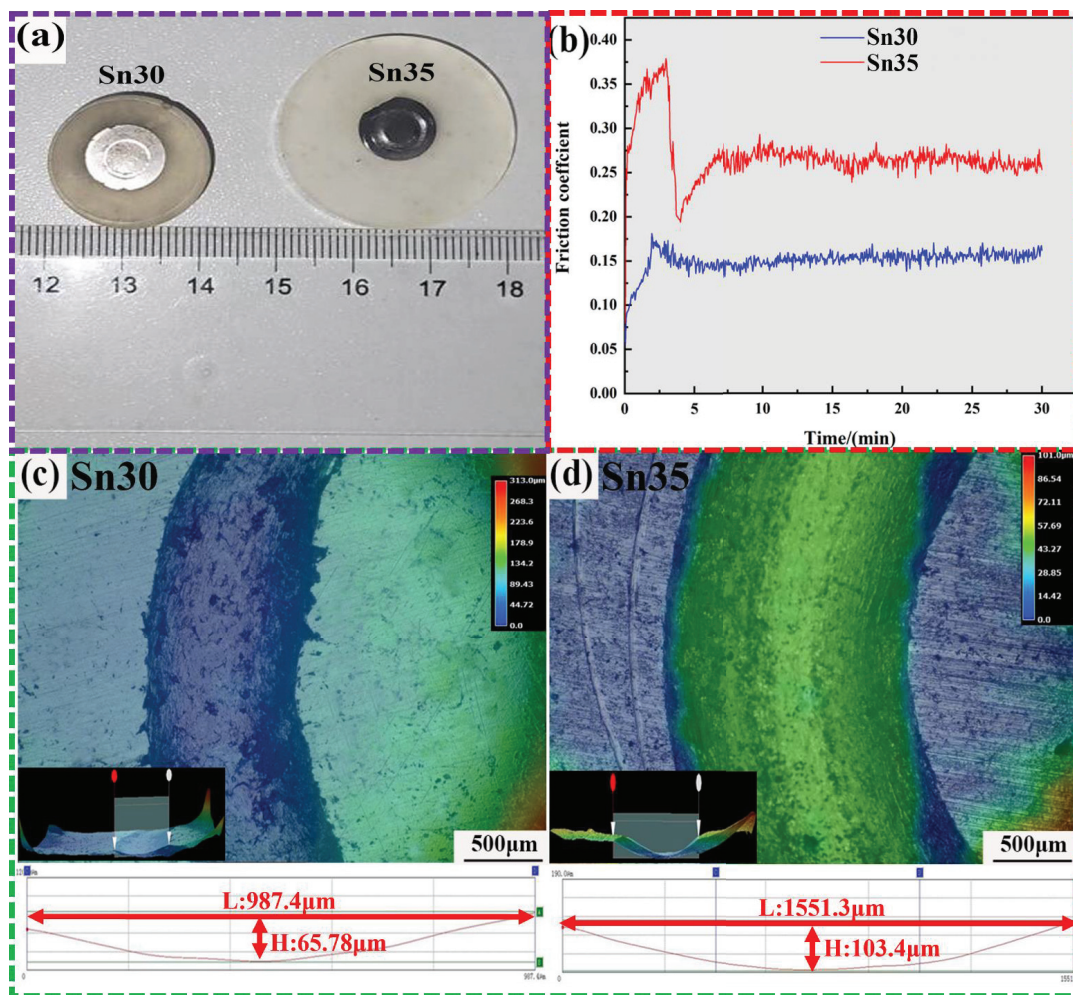 (a)
Sn30
Sn35
12 13 14 15 16 17 18
(b)
Sn30
Sn35
Friction coeffcient
0.40
0.35
0.30
0.25
0.20
0.15
0.10
0.05
0.00
0 5 10 15 20 25 30
Time/(min)
(c) Sn30
313.0μm
268.3
223.6
178.9
134.2
89.43
44.72
0.0
500μm
L:987.4μm
H:65.78μm
0
(d) Sn35
101.0μm
86.54
72.11
57.69
43.27
28.85
14.42
0.0
500μm
L:1551.3μm
H:103.4μm
0